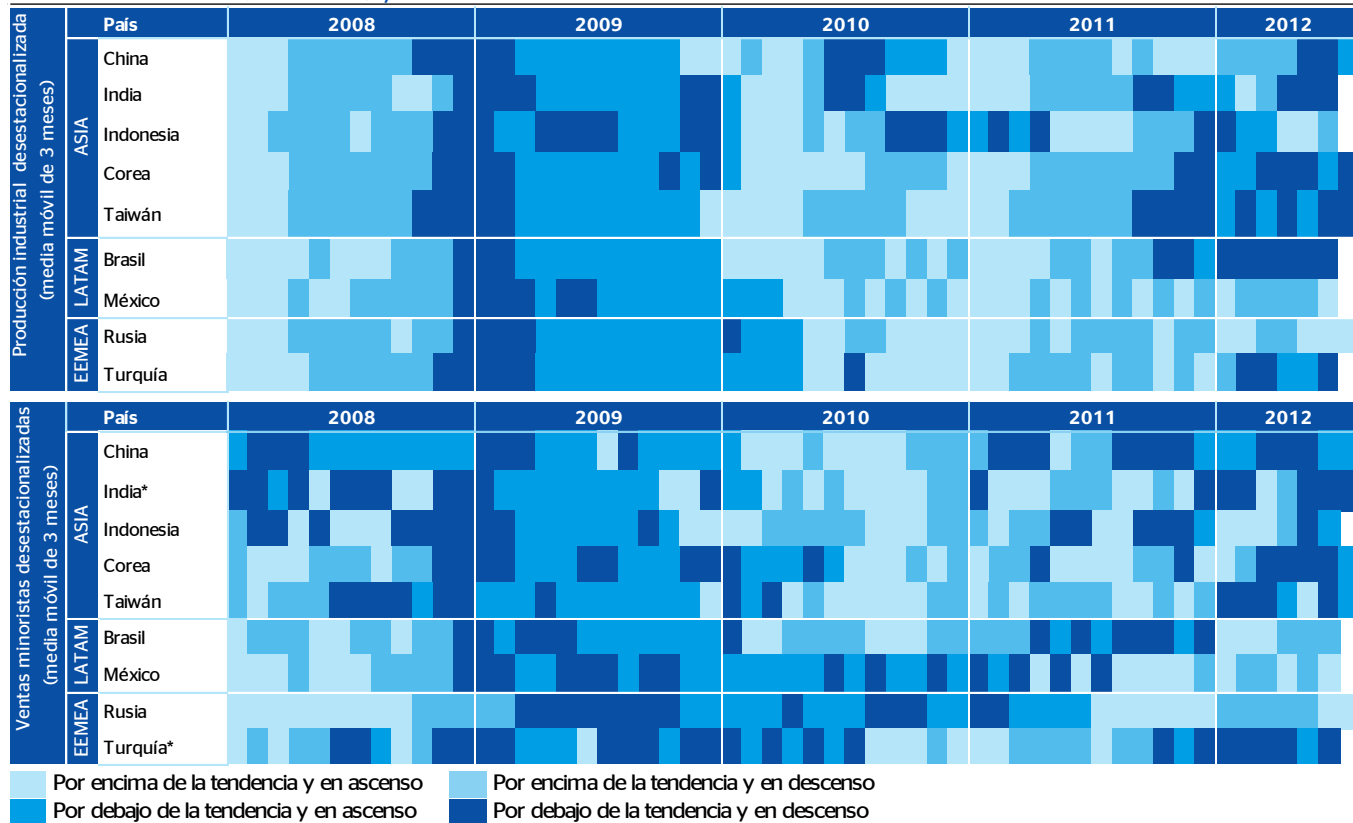 Producción industrial desestacionalizada
(media móvil de 3 meses)
País 2008 2009 2010 2011 2012
ASIA
China
India
Indonesia
Corea
Taiwán
LATAM
Brasil
México
EEMEA
Rusia
Turquía
Ventas minoristas desestacionalizadas
(media móvil de 3 meses)
País 2008 2009 2010 2011 2012
ASIA
China
India*
Indonesia
Corea
Taiwán
LATAM
Brasil
México
EEMEA
Rusia
Turquía*
Por encima de la tendencia y en ascenso Por encima de la tendencia y en descenso
Por debajo de la tendencia y en ascenso Por debajo de la tendencia y en descenso